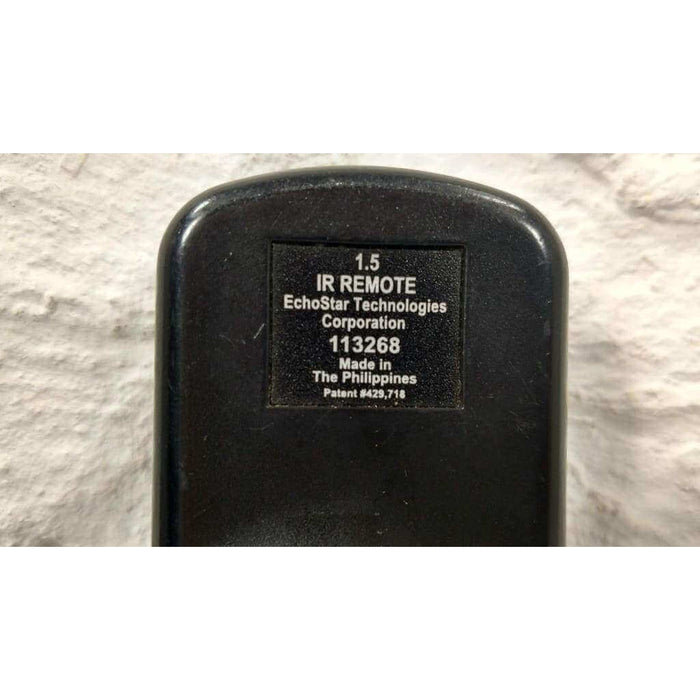 1.5
IR REMOTE
EchoStar Technologies
Corporation
113268
Made in
The Philippines
Patent #429,718